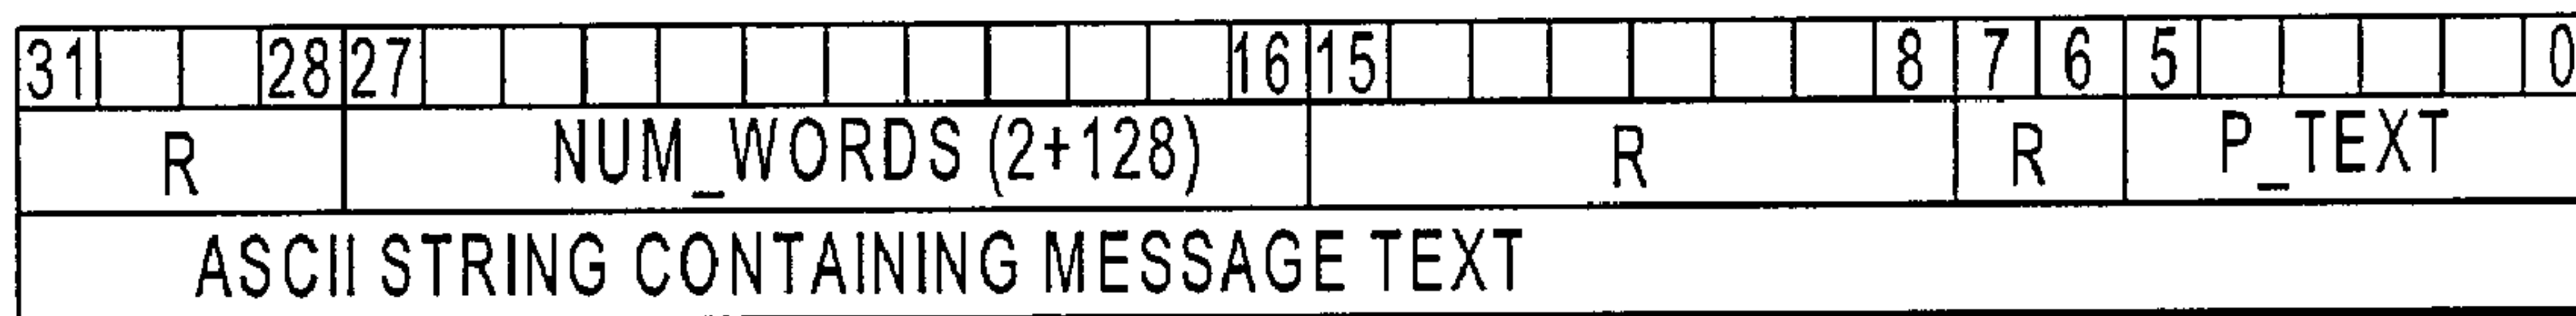 31 28 27 16 15 8 7 6 5 0
R NUM_WORDS (2+128) R R P_TEXT
ASCII STRING CONTAINING MESSAGE TEXT